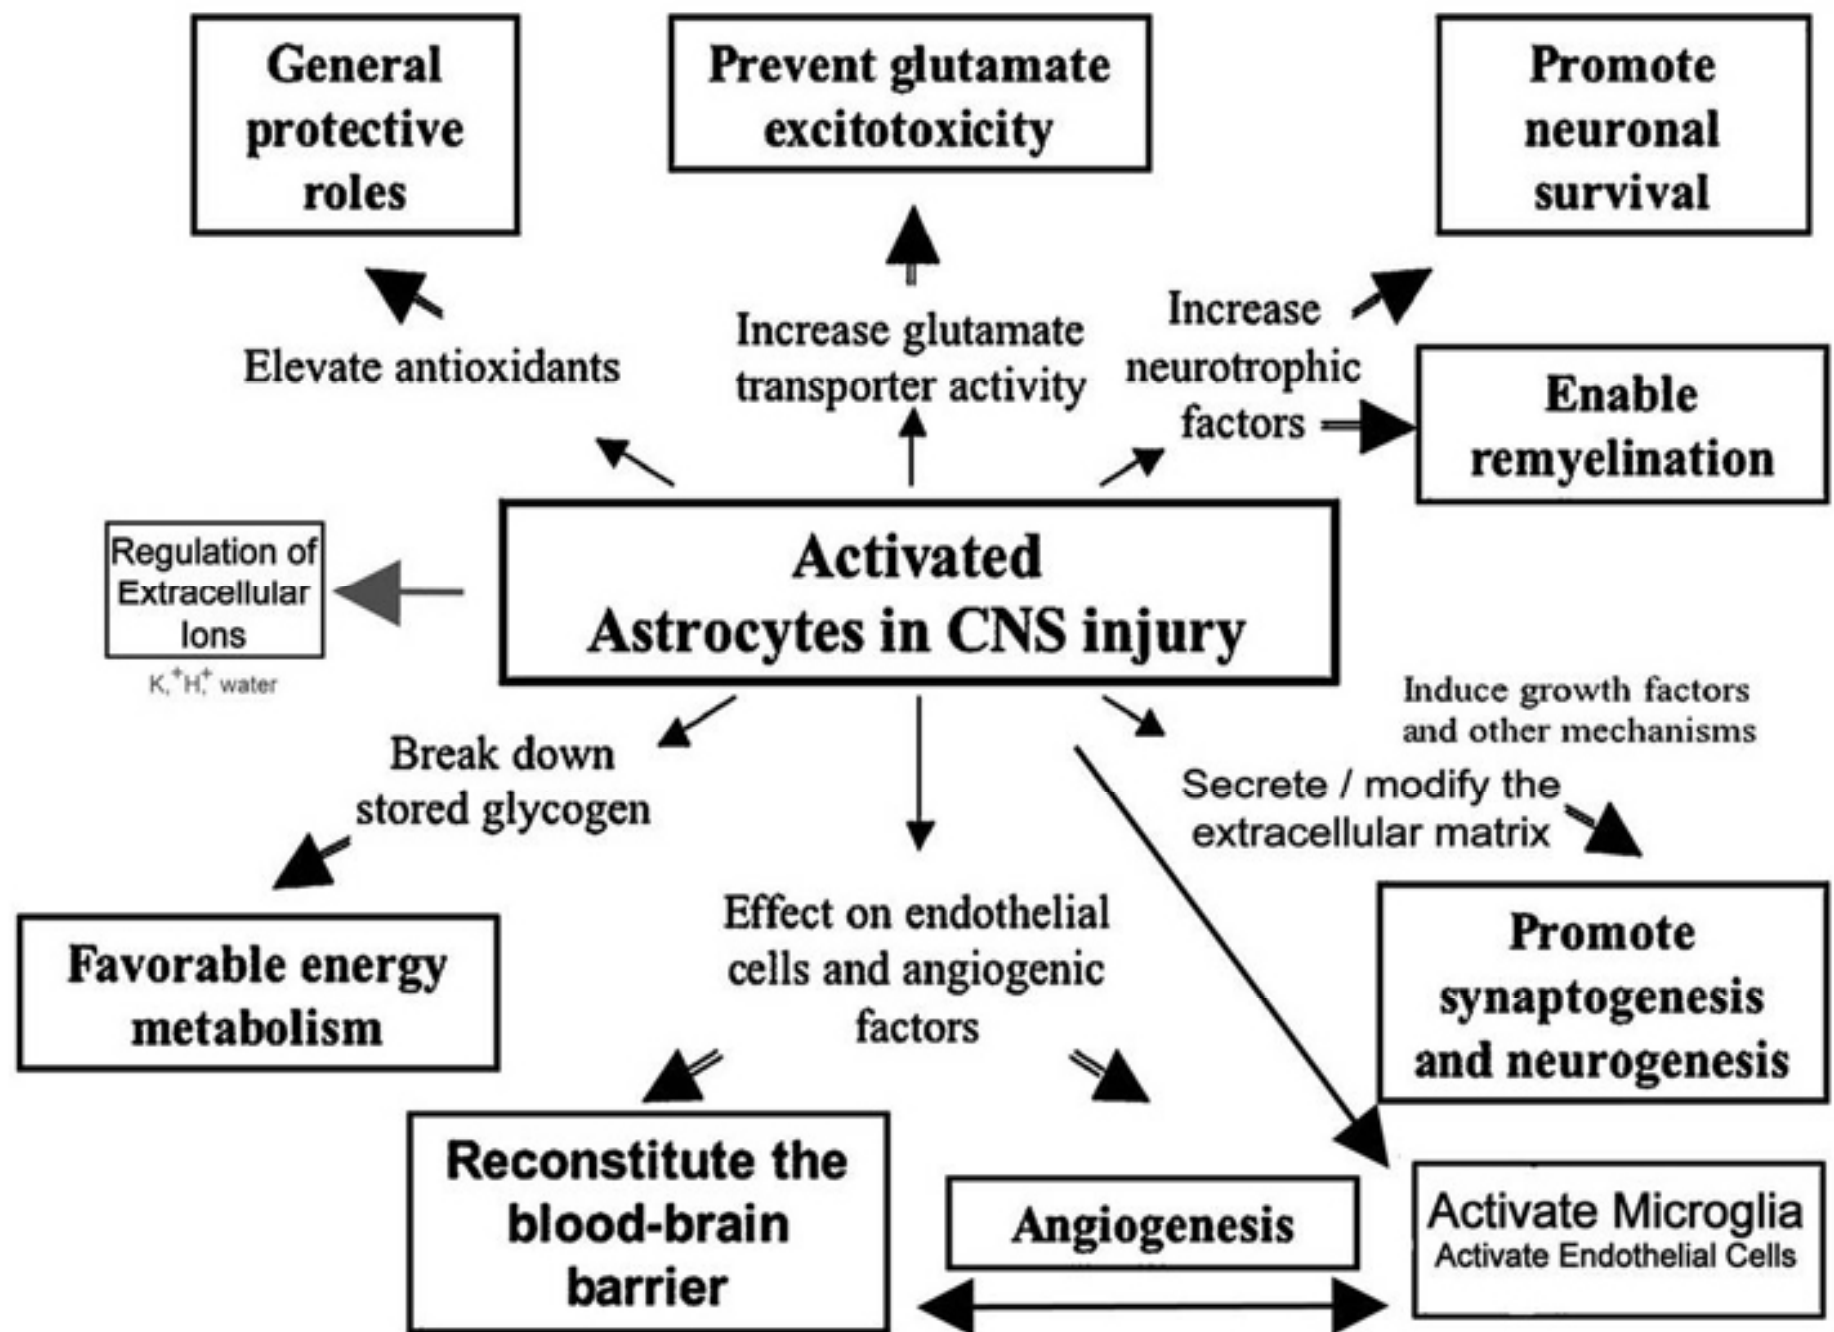 General
protective
roles
Prevent glutamate
excitotoxicity
Promote
neuronal
survival
Elevate antioxidants
Increase glutamate
transporter activity
Increase
neurotrophic
factors
Enable
remyelination
Activated
Astrocytes in CNS injury
Regulation of
Extracellular
Ions
K,⁺H,⁺ water
Break down
stored glycogen
Induce growth factors
and other mechanisms
Secrete / modify the
extracellular matrix
Favorable energy
metabolism
Effect on endothelial
cells and angiogenic
factors
Promote
synaptogenesis
and neurogenesis
Reconstitute the
blood-brain
barrier
Angiogenesis
Activate Microglia
Activate Endothelial Cells